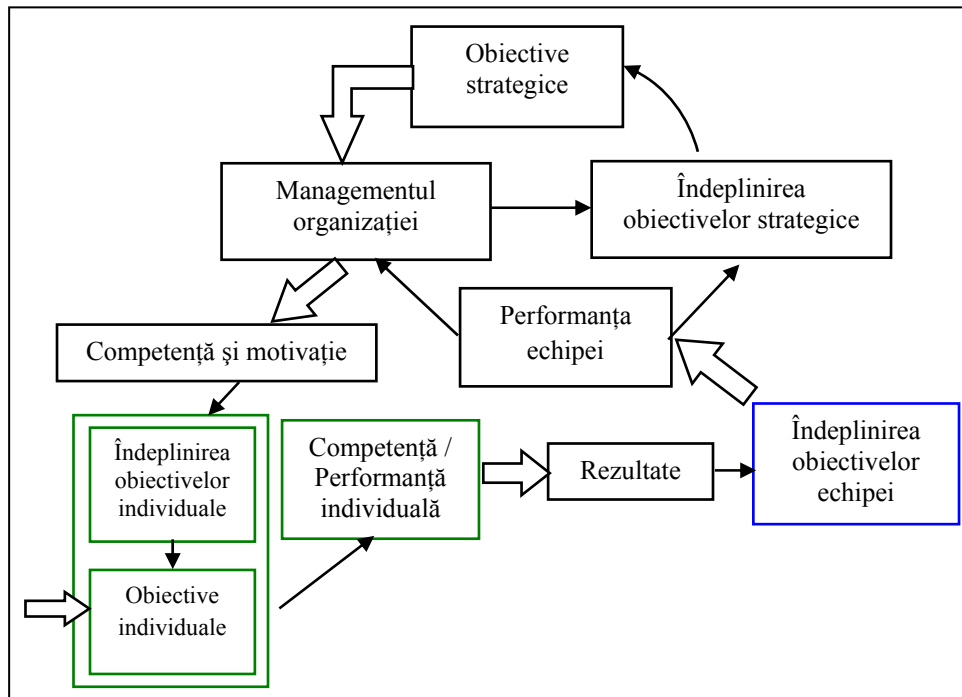 Obiective
strategice
Managementul
organizației
Îndeplinirea
obiectivelor strategice
Performanța
echipei
Competență şi motivație
Îndeplinirea
obiectivelor
individuale
Competență /
Performanță
individuală
Rezultate
Îndeplinirea
obiectivelor
echipei
Obiective
individuale